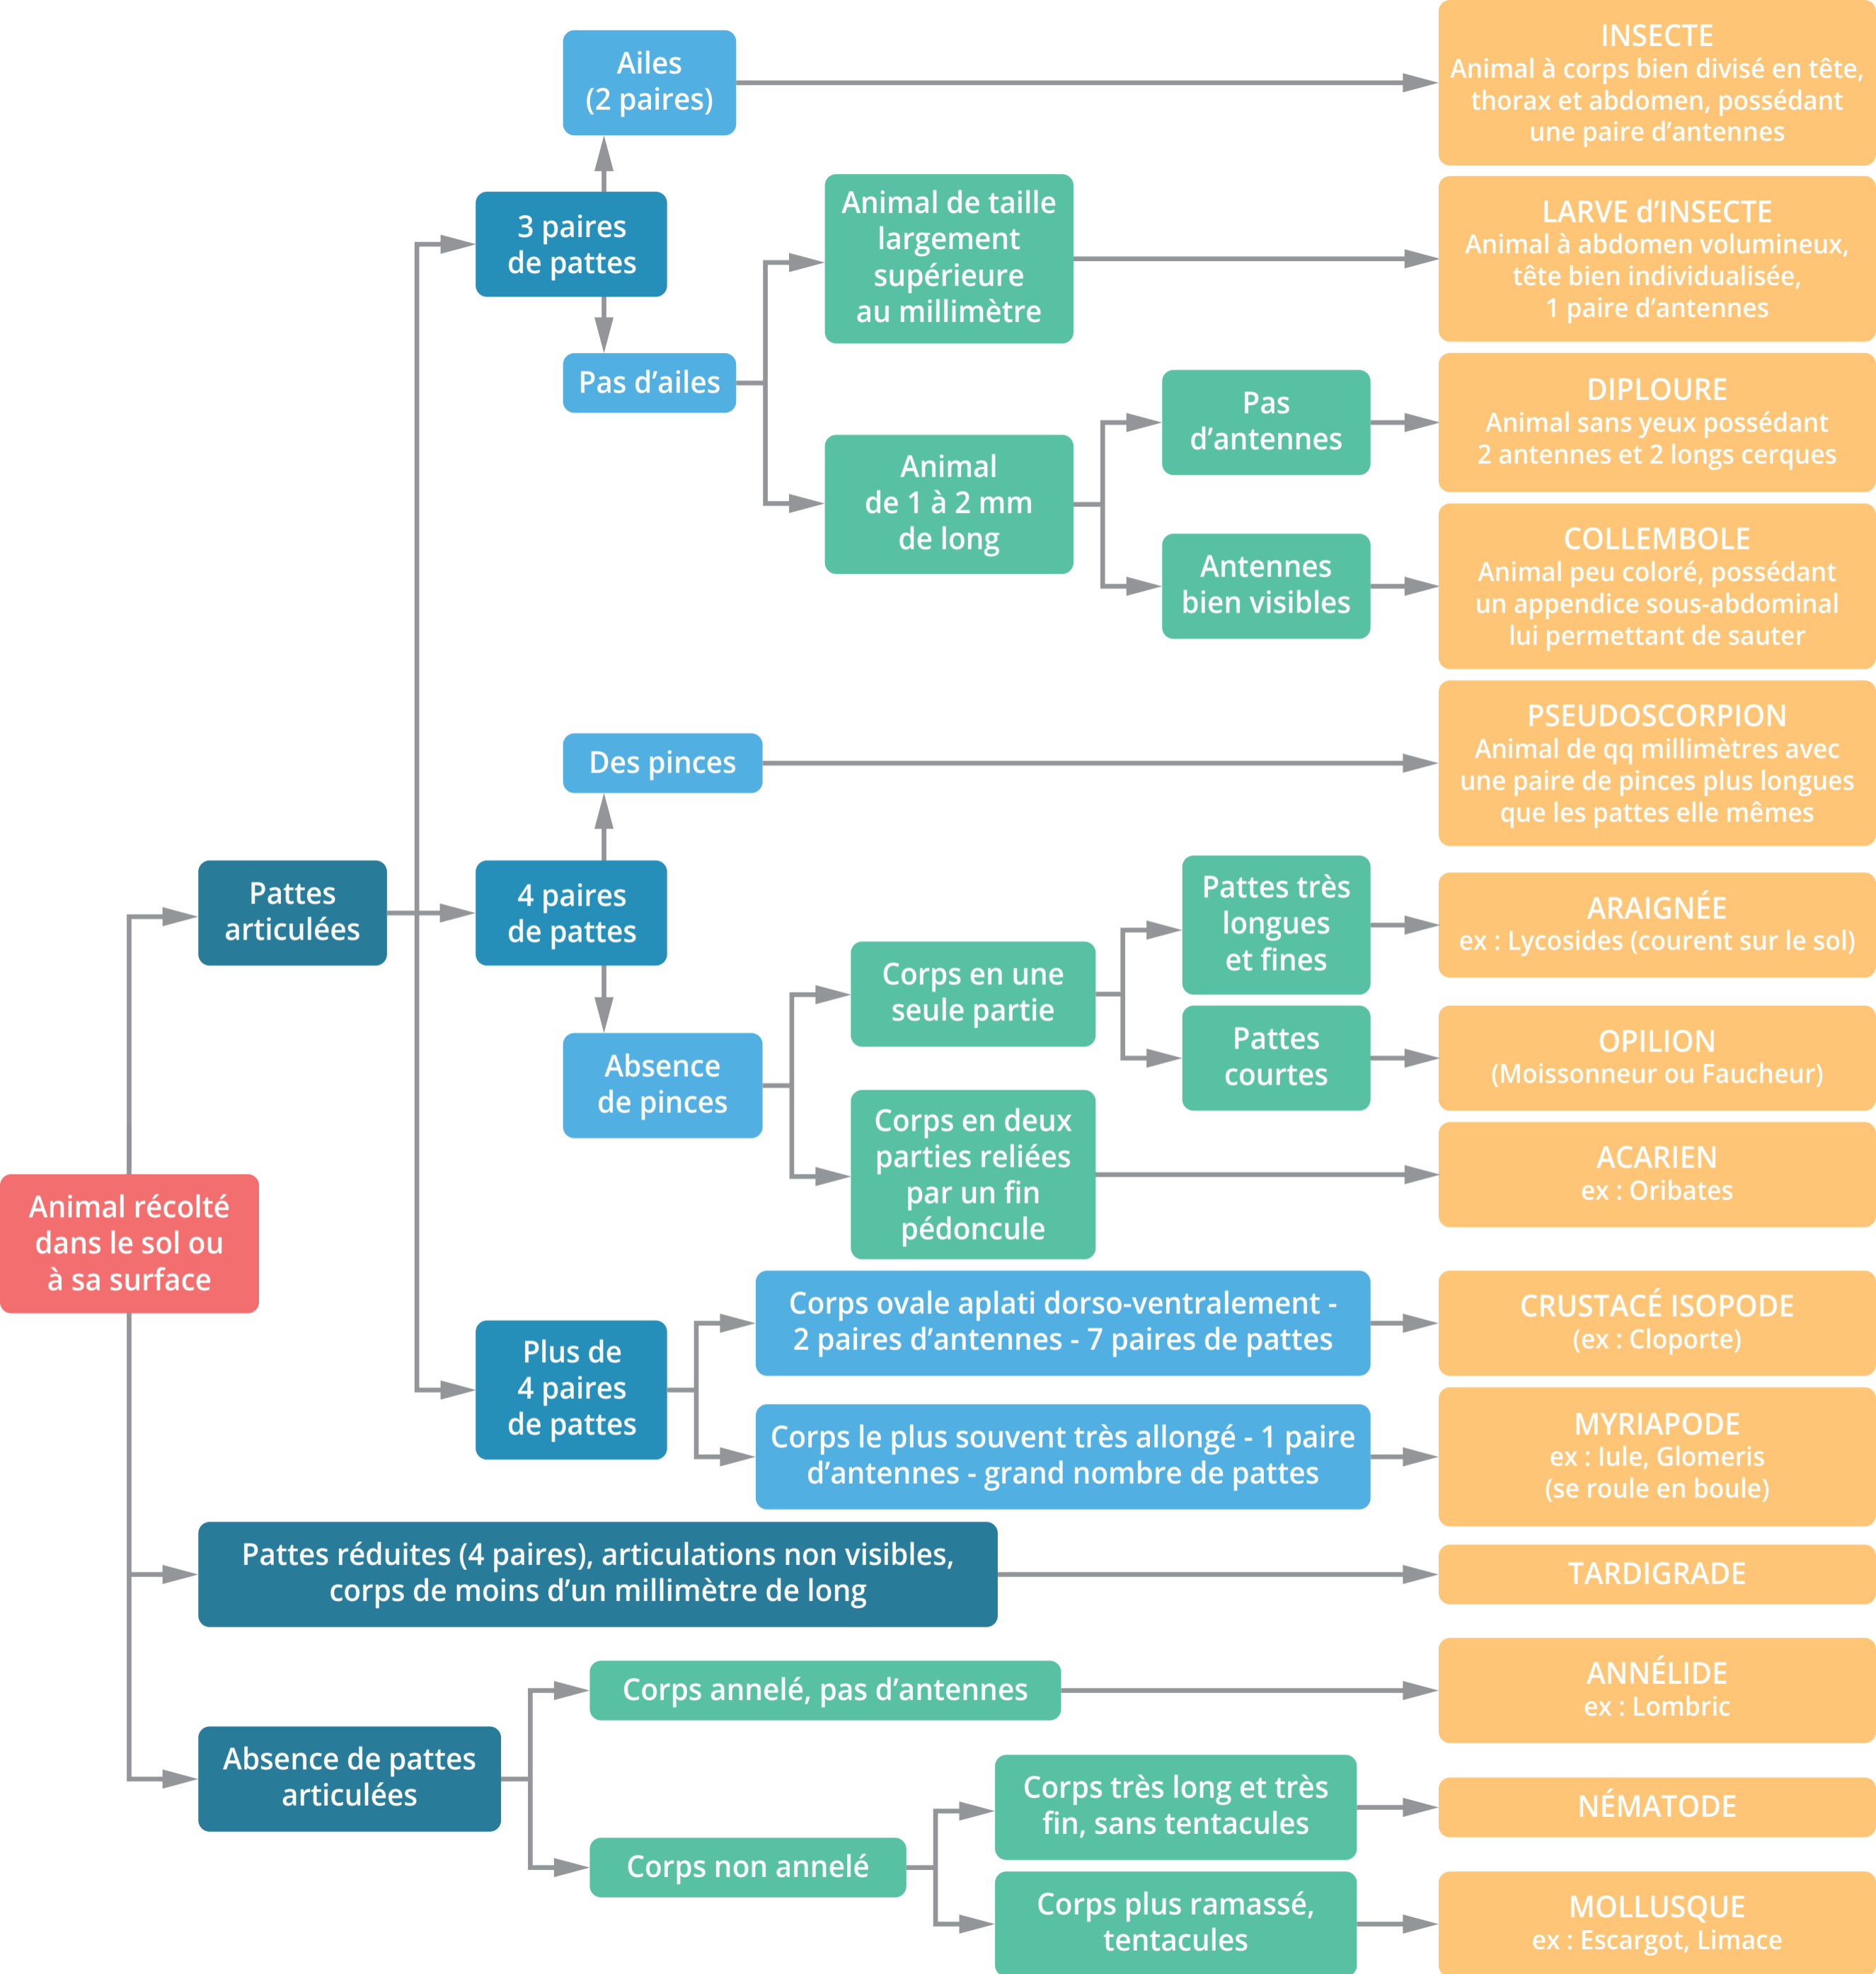 Animal récolté
dans le sol ou
à sa surface
Pattes
articulées
3 paires
de pattes
Ailes
(2 paires)
INSECTE
Animal à corps bien divisé en tête,
thorax et abdomen, possédant
une paire d’antennes
Pas d’ailes
Animal de taille
largement
supérieure
au millimètre
LARVE d’INSECTE
Animal à abdomen volumineux,
tête bien individualisée,
1 paire d’antennes
Animal
de 1 à 2 mm
de long
Pas
d’antennes
DIPLOURE
Animal sans yeux possédant
2 antennes et 2 longs cerques
Antennes
bien visibles
COLLEMBOLE
Animal peu coloré, possédant
un appendice sous-abdominal
lui permettant de sauter
4 paires
de pattes
Des pinces
PSEUDOSCORPION
Animal de qq millimètres avec
une paire de pinces plus longues
que les pattes elle mêmes
Absence
de pinces
Corps en une
seule partie
Pattes très
longues
et fines
ARAIGNÉE
ex : Lycosides (courent sur le sol)
Pattes
courtes
OPILION
(Moissonneur ou Faucheur)
Corps en deux
parties reliées
par un fin
pédoncule
ACARIEN
ex : Oribates
Plus de
4 paires
de pattes
Corps ovale aplati dorso-ventralement -
2 paires d’antennes - 7 paires de pattes
CRUSTACÉ ISOPODE
(ex : Cloporte)
Corps le plus souvent très allongé - 1 paire
d’antennes - grand nombre de pattes
MYRIAPODE
ex : Iule, Glomeris
(se roule en boule)
Pattes réduites (4 paires), articulations non visibles,
corps de moins d’un millimètre de long
TARDIGRADE
Absence de pattes
articulées
Corps annelé, pas d’antennes
ANNÉLIDE
ex : Lombric
Corps non annelé
Corps très long et très
fin, sans tentacules
NÉMATODE
Corps plus ramassé,
tentacules
MOLLUSQUE
ex : Escargot, Limace